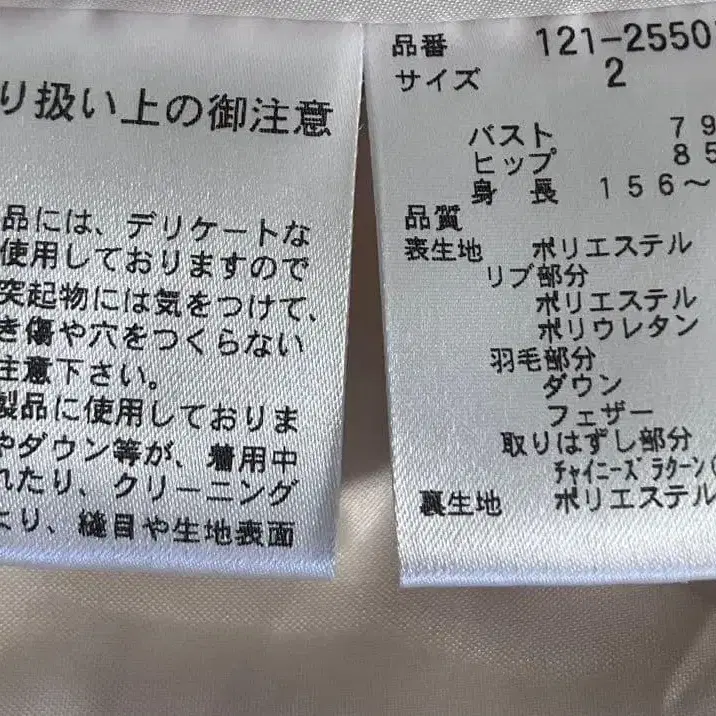 り扱い上の御注意
品には、デリケートな
使用しておりますので
突起物には気をつけて、
き傷や穴をつくらない
注意下さい。
製品に使用しておりま
やダウン等が、着用中
れたり、クリーニング
より、縫目や生地表面
品番 121-2550
サイズ 2
バスト 79
ヒップ 85
身長 156〜
品質
表生地 ポリエステル
リブ部分
ポリエステル
ポリウレタン
羽毛部分
ダウン
フェザー
取りはずし部分
ﾁｬｲﾆｰｽﾞﾗｸｰﾝ(
裏生地 ポリエステル